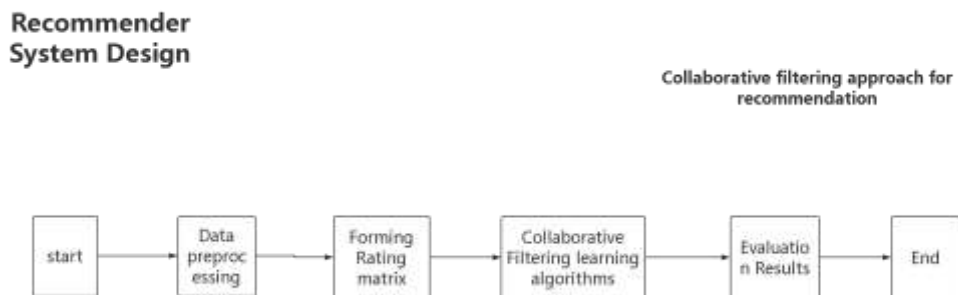 Recommender
System Design
Collaborative filtering approach for
recommendation
start
Data
preproc
essing
Forming
Rating
matrix
Collaborative
Filtering learning
algorithms
Evaluatio
n Results
End